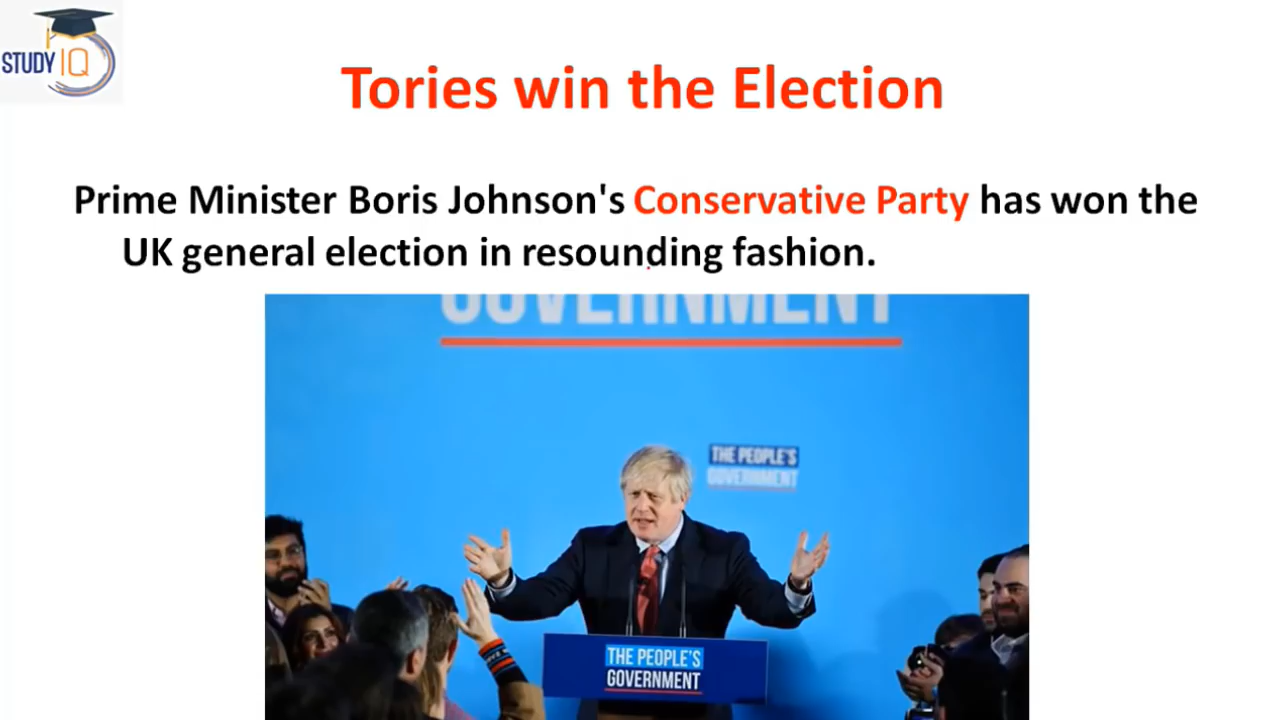 STUDY IQ
Tories win the Election
Prime Minister Boris Johnson's Conservative Party has won the
UK general election in resounding fashion.
GOVERNMENT
THE PEOPLE'S
GOVERNMENT
THE PEOPLE'S
GOVERNMENT